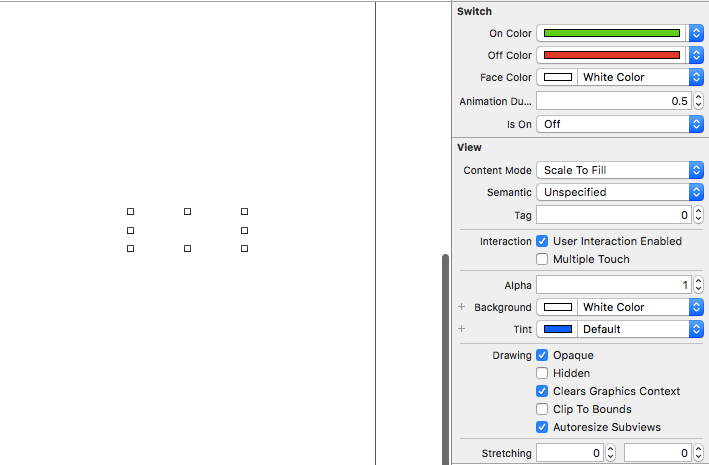 Switch
On Color
Off Color
Face Color White Color
Animation Du... 0.5
Is On Off
View
Content Mode Scale To Fill
Semantic Unspecified
Tag 0
Interaction User Interaction Enabled
Multiple Touch
Alpha 1
+ Background White Color
+ Tint Default
Drawing Opaque
Hidden
Clears Graphics Context
Clip To Bounds
Autoresize Subviews
Stretching 0 0